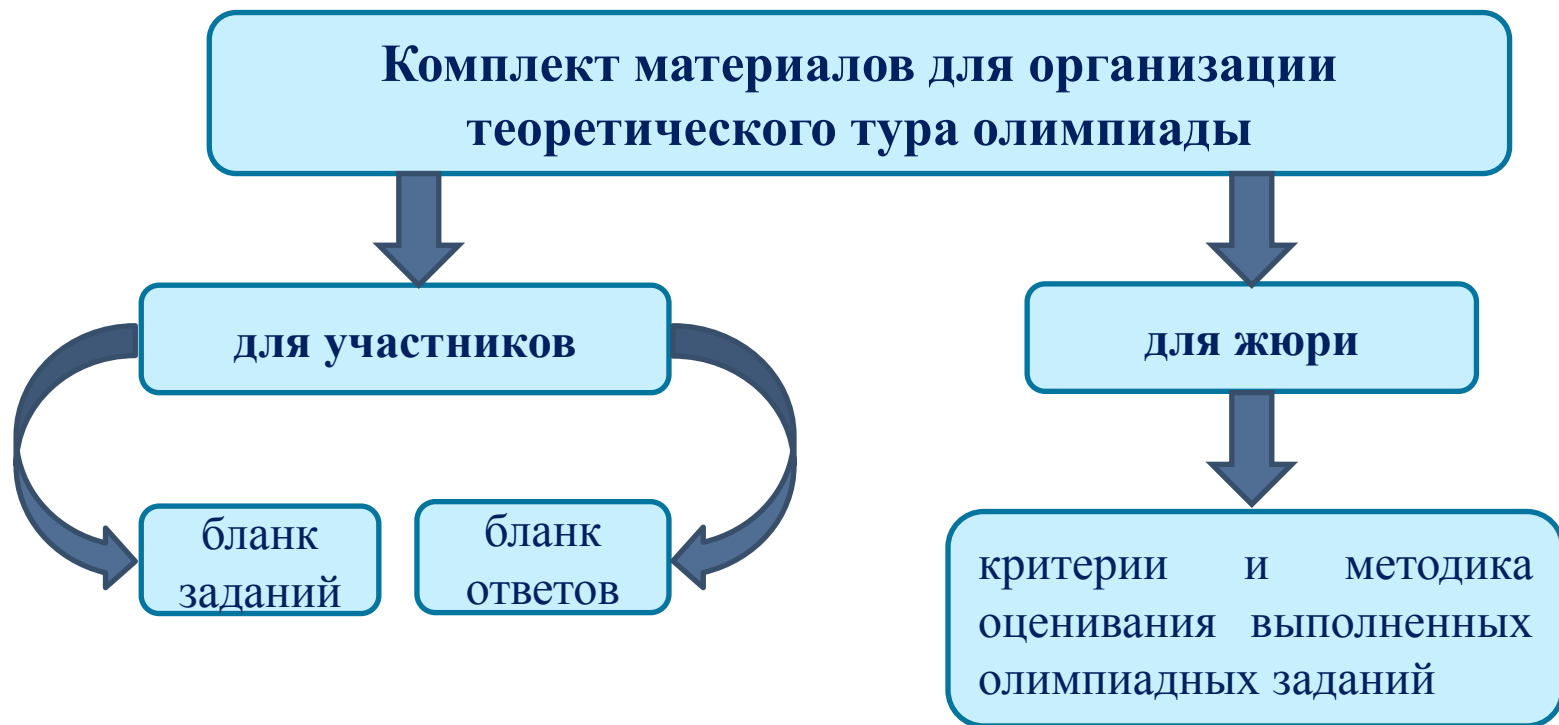 Комплект материалов для организации
теоретического тура олимпиады
для участников
для жюри
бланк
заданий
бланк
ответов
критерии и методика
оценивания выполненных
олимпиадных заданий